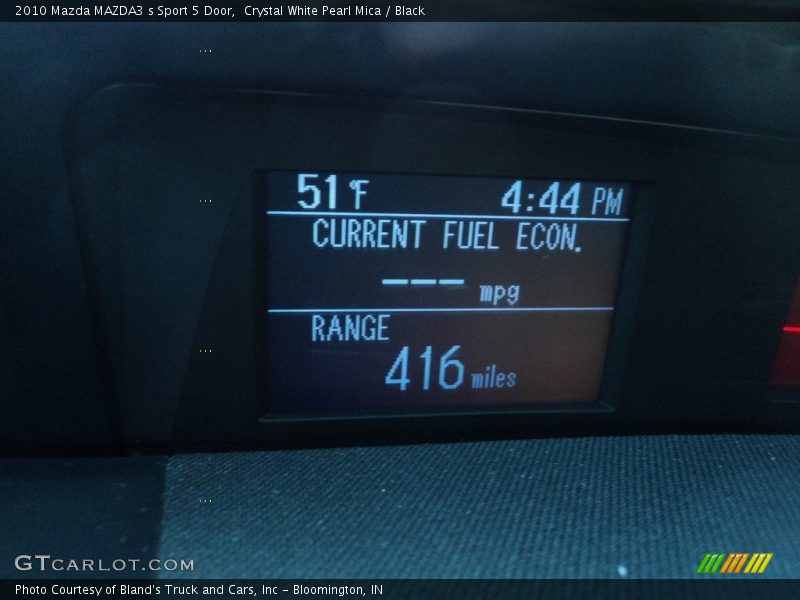 2010 Mazda MAZDA3 s Sport 5 Door,  Crystal White Pearl Mica / Black
51°F 4:44 PM
CURRENT FUEL ECON.
--- mpg
RANGE
416 miles
GTCARLOT.COM
Photo Courtesy of Bland's Truck and Cars, Inc - Bloomington, IN